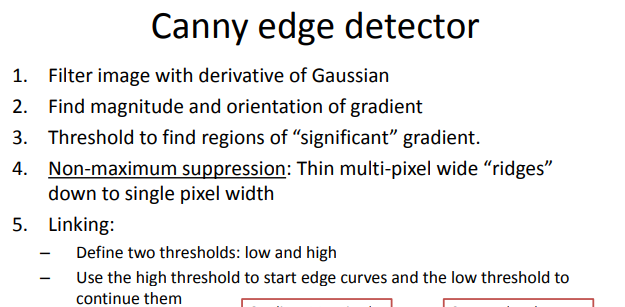 Canny edge detector
1. Filter image with derivative of Gaussian
2. Find magnitude and orientation of gradient
3. Threshold to find regions of “significant” gradient.
4. Non-maximum suppression: Thin multi-pixel wide “ridges”
down to single pixel width
5. Linking:
– Define two thresholds: low and high
– Use the high threshold to start edge curves and the low threshold to
continue them